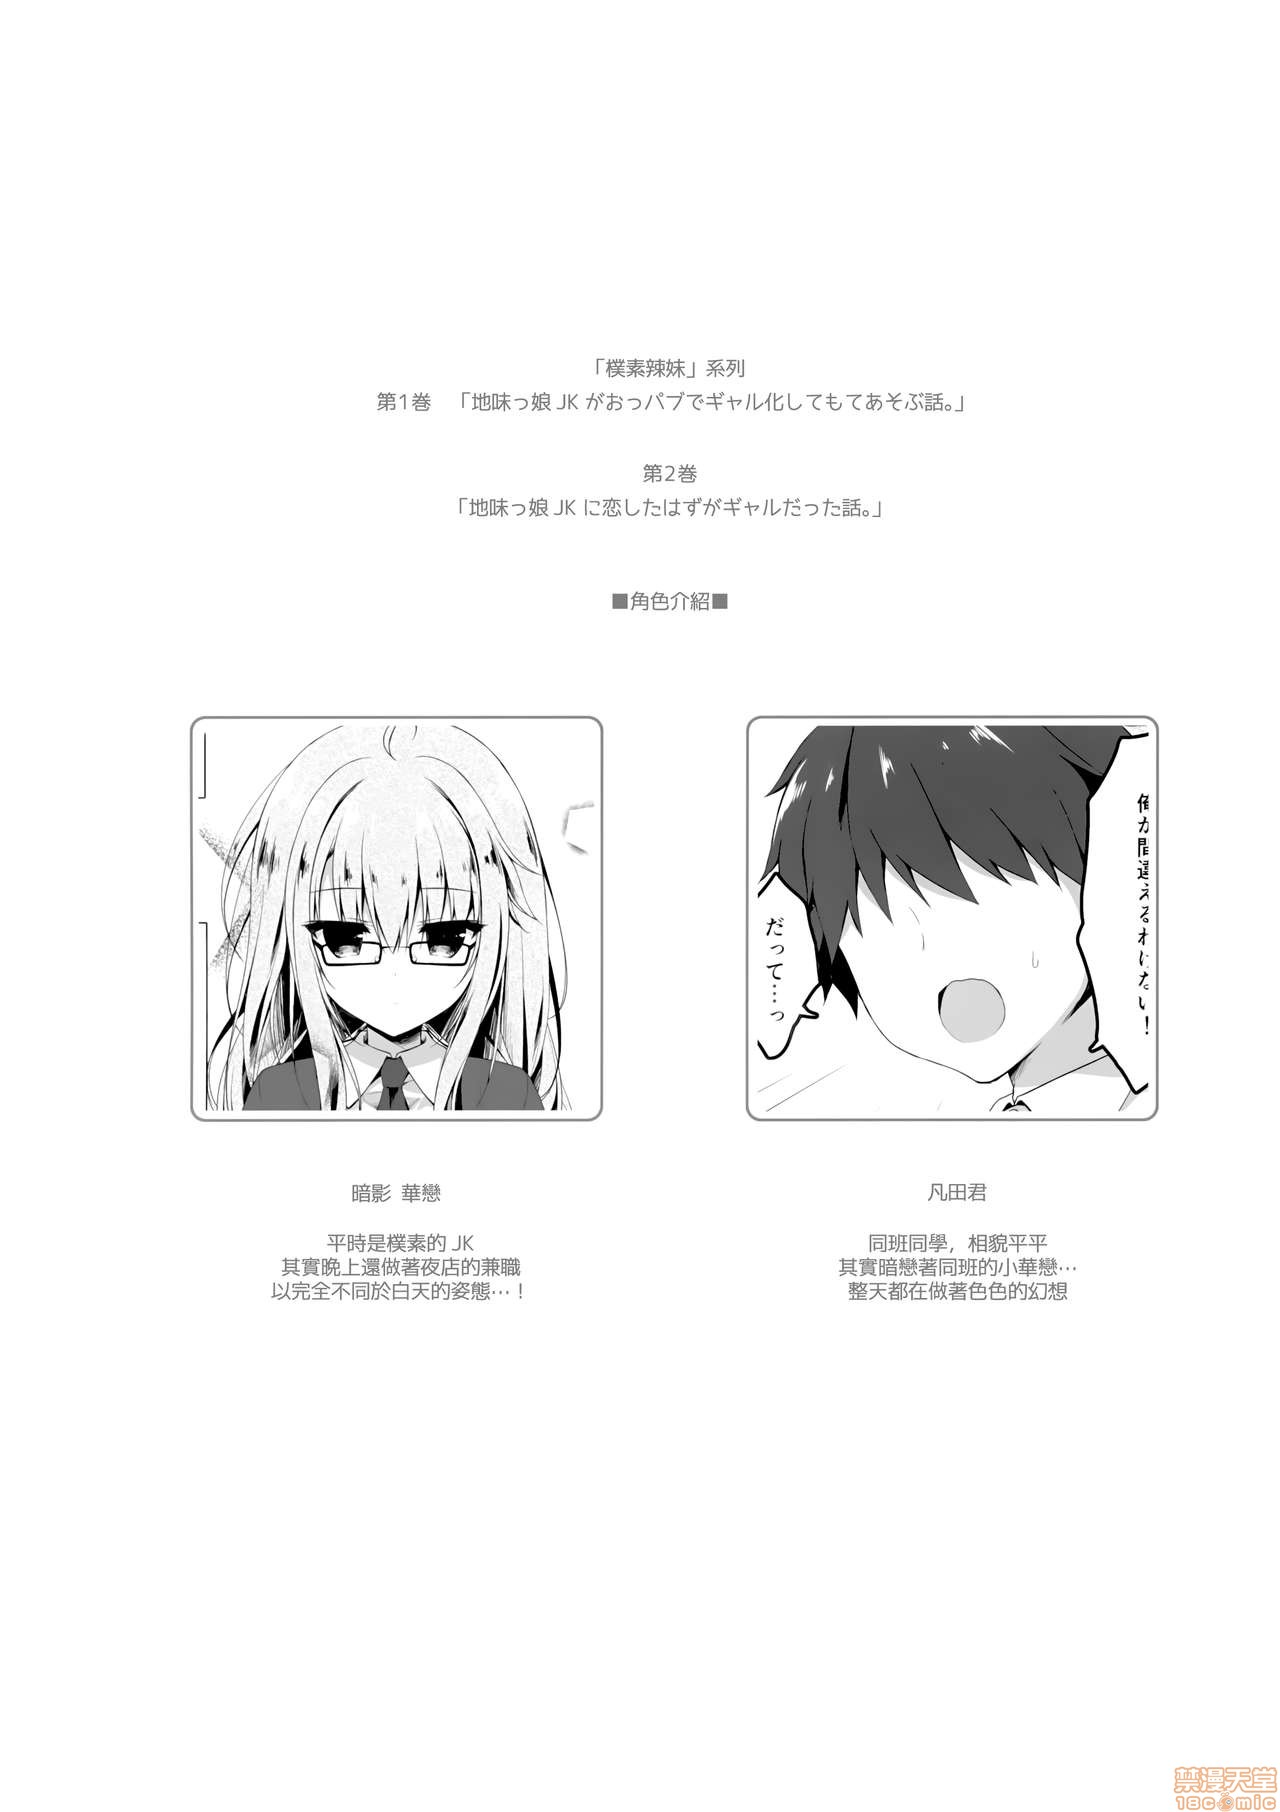 「樸素辣妹」系列
第1巻 「地味っ娘JKがおっパブでギャル化してもてあそぶ話。」
第2巻
「地味っ娘JKに恋したはずがギャルだった話。」
■角色介紹■
俺が間違えるわけない！
だって…っ
暗影 華戀
平時是樸素的JK
其實晚上還做著夜店的兼職
以完全不同於白天的姿態…！
凡田君
同班同學，相貌平平
其實暗戀著同班的小華戀…
整天都在做著色色的幻想
禁漫天堂
18comic